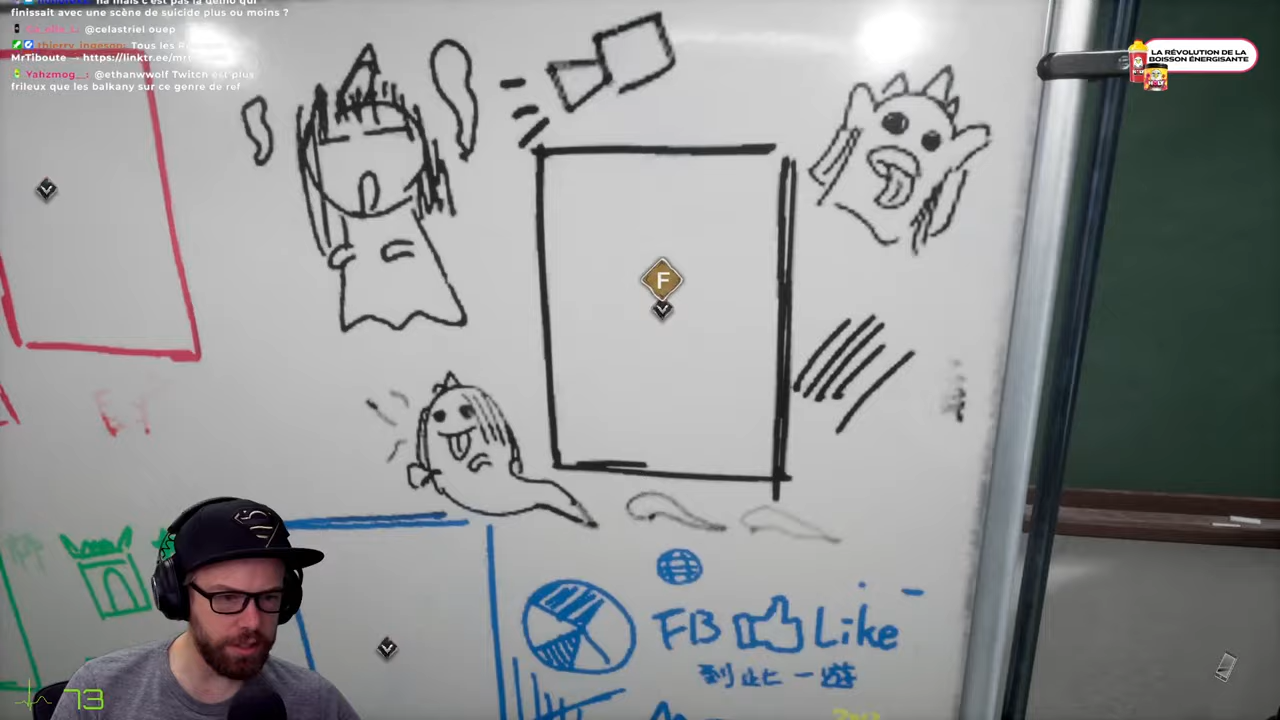 finissait avec une scène de suicide plus ou moins ?
@celastriel ouep
thierry_ingeson: Tous les
MrTiboute → https://linktr.ee/mr
Yahzmog__: @ethanwwolf Twitch est plus
frileux que les balkany sur ce genre de ref
LA RÉVOLUTION DE LA
BOISSON ÉNERGISANTE
F
FB Like
到此一遊
73